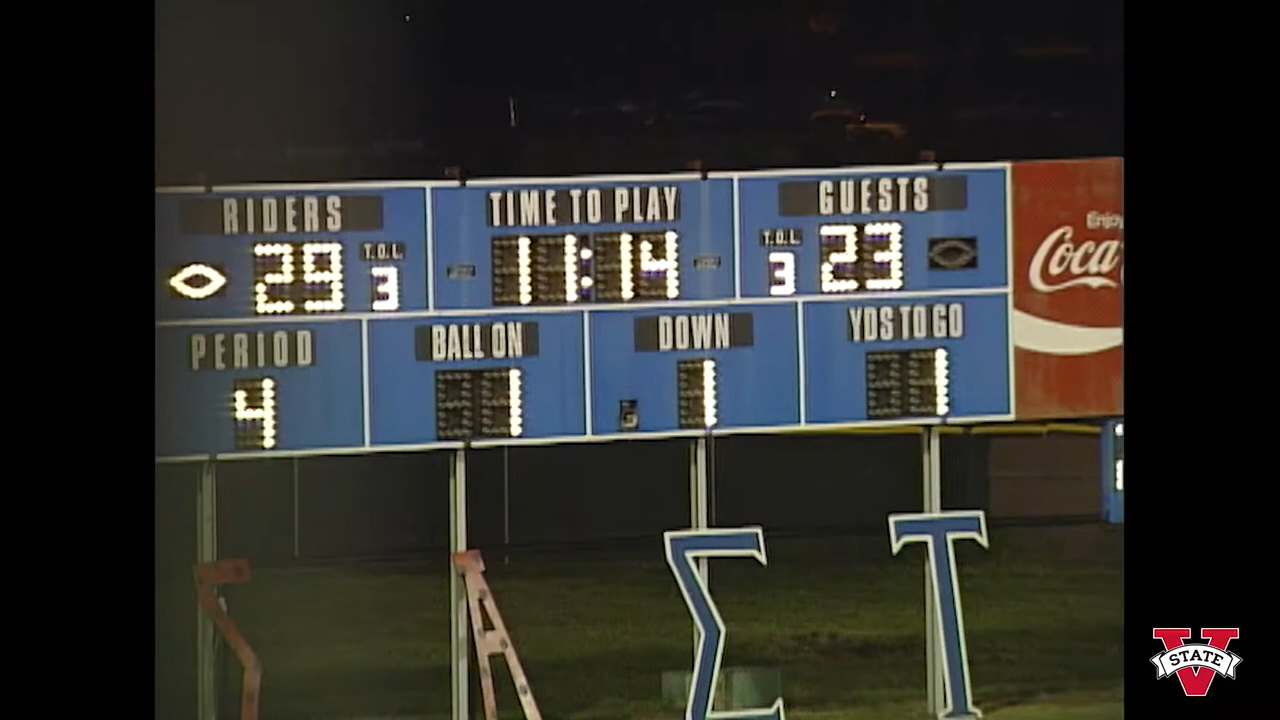 RIDERS TIME TO PLAY GUESTS
29 T.O.L. 3 11:14 T.O.L. 3 23
PERIOD BALL ON DOWN YDS TO GO
4 1 1 1
Enjoy
Coca
Σ Α Σ Τ
V STATE